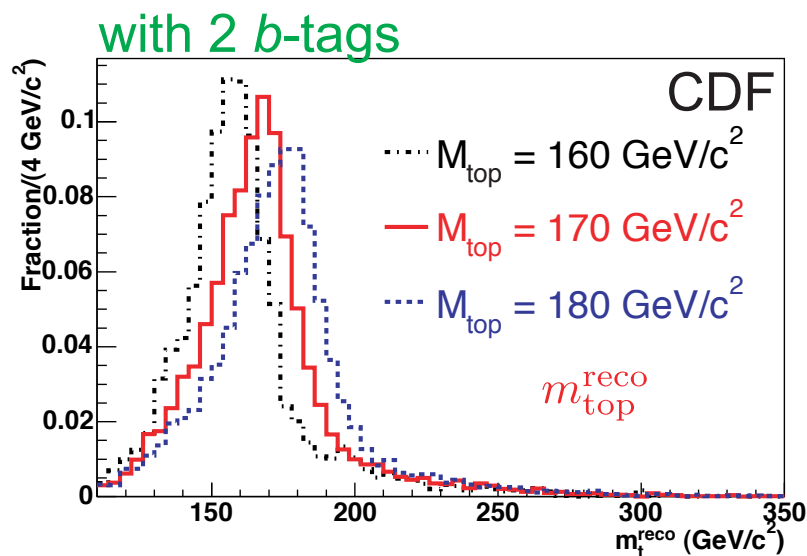 with 2 b-tags
CDF
Fraction/(4 GeV/c²)
0.1
0.08
0.06
0.04
0.02
0
M_top = 160 GeV/c²
M_top = 170 GeV/c²
M_top = 180 GeV/c²
m_top^reco
150
200
250
300
350
m_t^reco (GeV/c²)